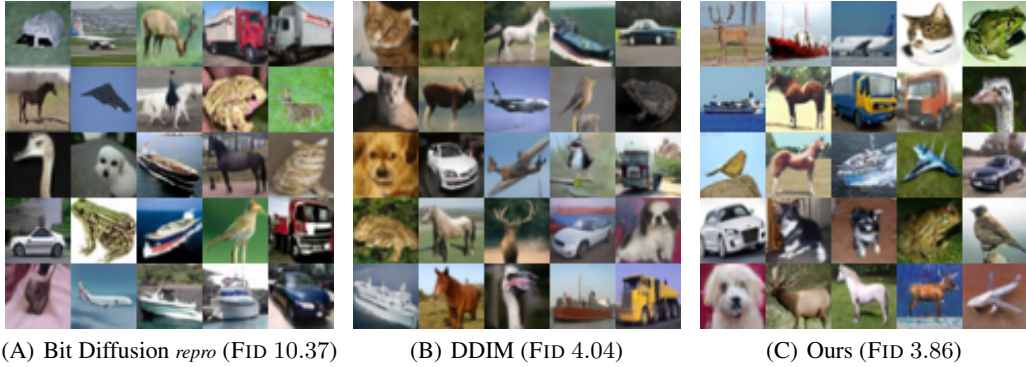 (A) Bit Diffusion repro (FID 10.37)
(B) DDIM (FID 4.04)
(C) Ours (FID 3.86)